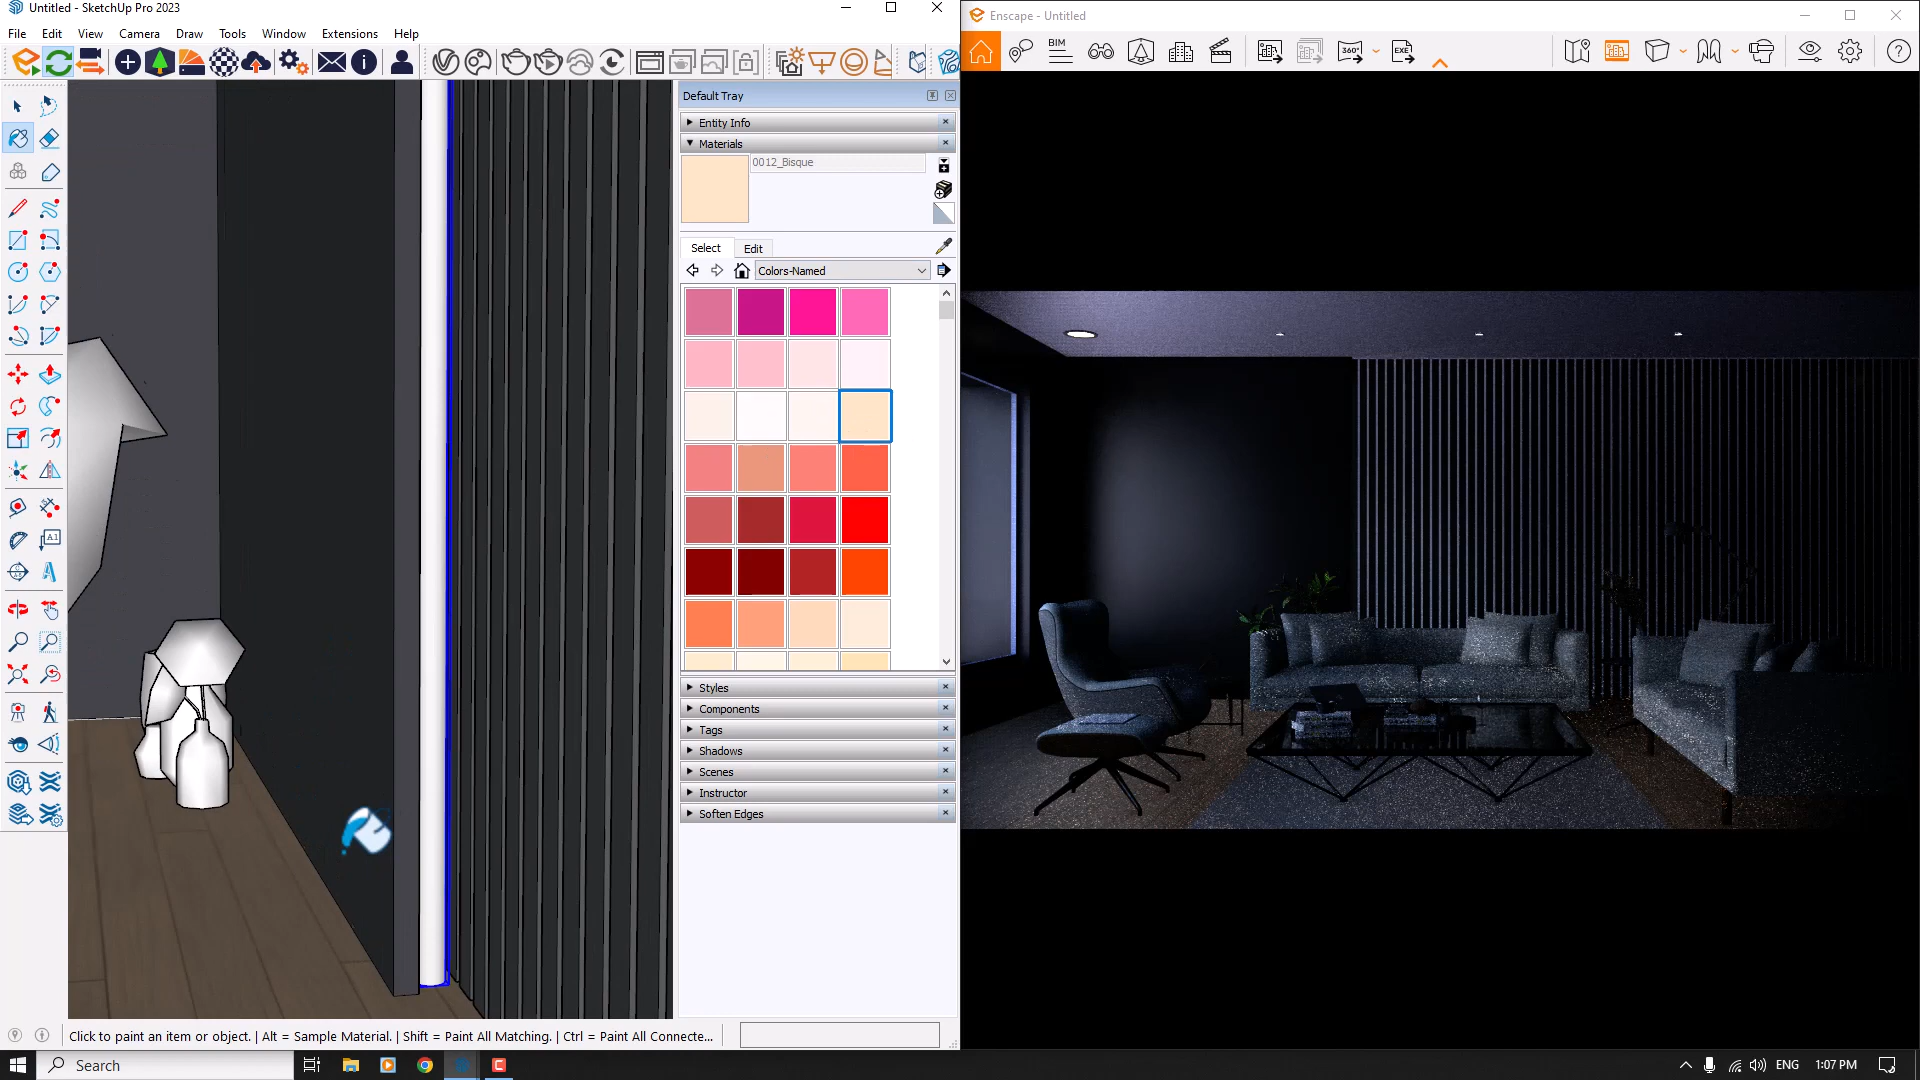 Untitled - SketchUp Pro 2023
Enscape - Untitled
File Edit View Camera Draw Tools Window Extensions Help
BIM
360°
EXE
Default Tray
Entity Info
Materials
0012_Bisque
Select
Edit
Colors-Named
A1
Styles
Components
Tags
Shadows
Scenes
Instructor
Soften Edges
Click to paint an item or object. | Alt = Sample Material. | Shift = Paint All Matching. | Ctrl = Paint All Connecte...
Search
ENG
1:07 PM